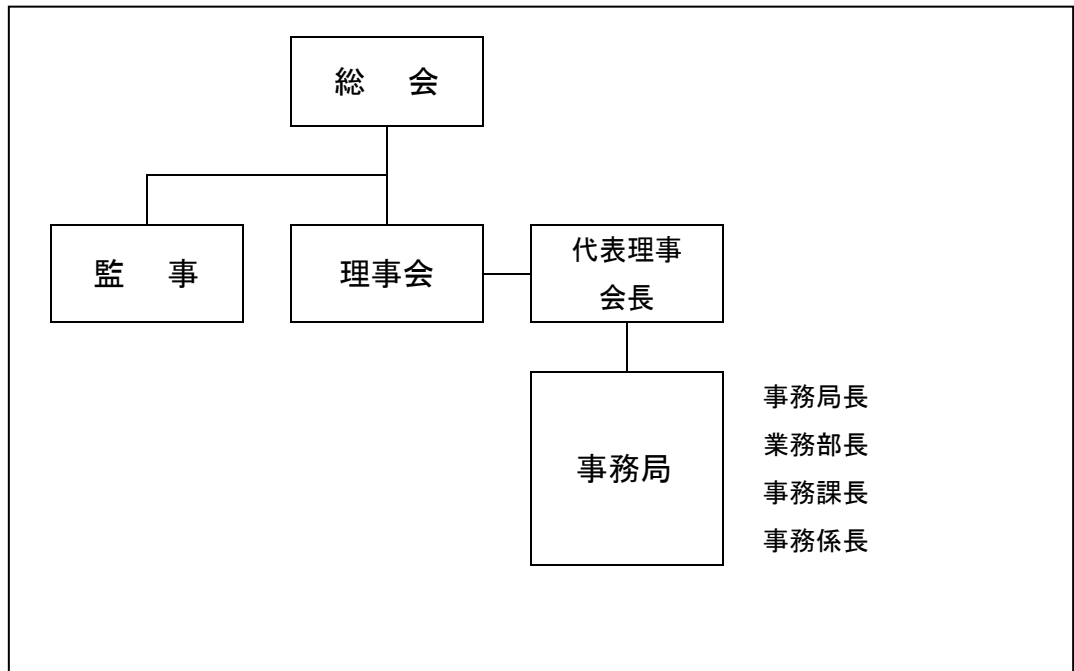 総 会
監 事
理事会
代表理事
会長
事務局
事務局長
業務部長
事務課長
事務係長